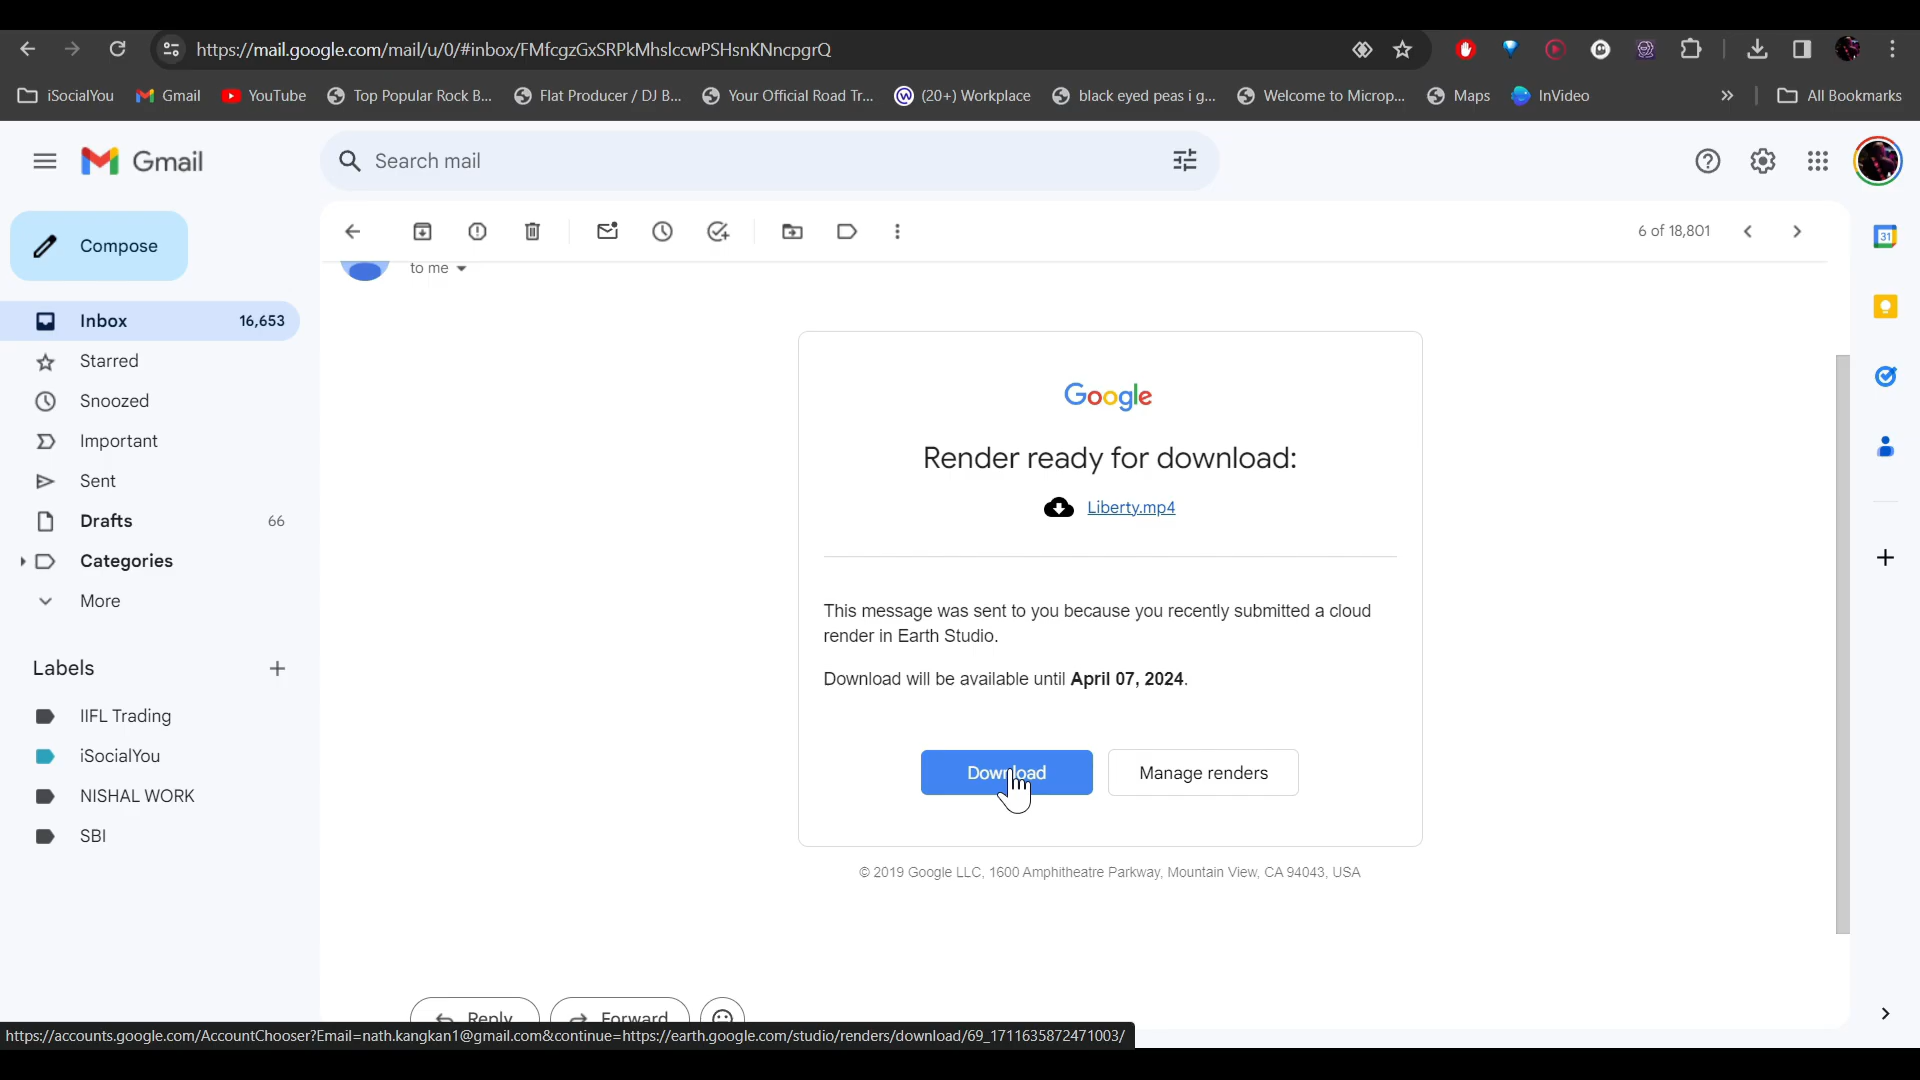 https://mail.google.com/mail/u/0/#inbox/FMfcgzGxSRPkMhslccwPSHsnKNncpgrQ
iSocialYou
Gmail
YouTube
Top Popular Rock B...
Flat Producer / DJ B...
Your Official Road Tr...
(20+) Workplace
black eyed peas i g...
Welcome to Microp...
Maps
InVideo
All Bookmarks
Gmail
Search mail
Compose
6 of 18,801
to me
Inbox 16,653
Starred
Snoozed
Important
Sent
Drafts 66
Categories
More
Labels
IIFL Trading
iSocialYou
NISHAL WORK
SBI
Google
Render ready for download:
Liberty.mp4
This message was sent to you because you recently submitted a cloud
render in Earth Studio.
Download will be available until April 07, 2024.
Download
Manage renders
© 2019 Google LLC, 1600 Amphitheatre Parkway, Mountain View, CA 94043, USA
Reply
Forward
31
https://accounts.google.com/AccountChooser?Email=nath.kangkan1@gmail.com&continue=https://earth.google.com/studio/renders/download/69_1711635872471003/